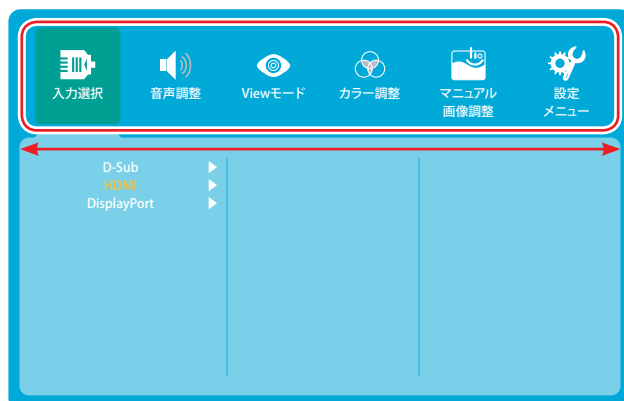 入力選択
音声調整
Viewモード
カラー調整
マニュアル
画像調整
設定
メニュー
D-Sub
HDMI
DisplayPort